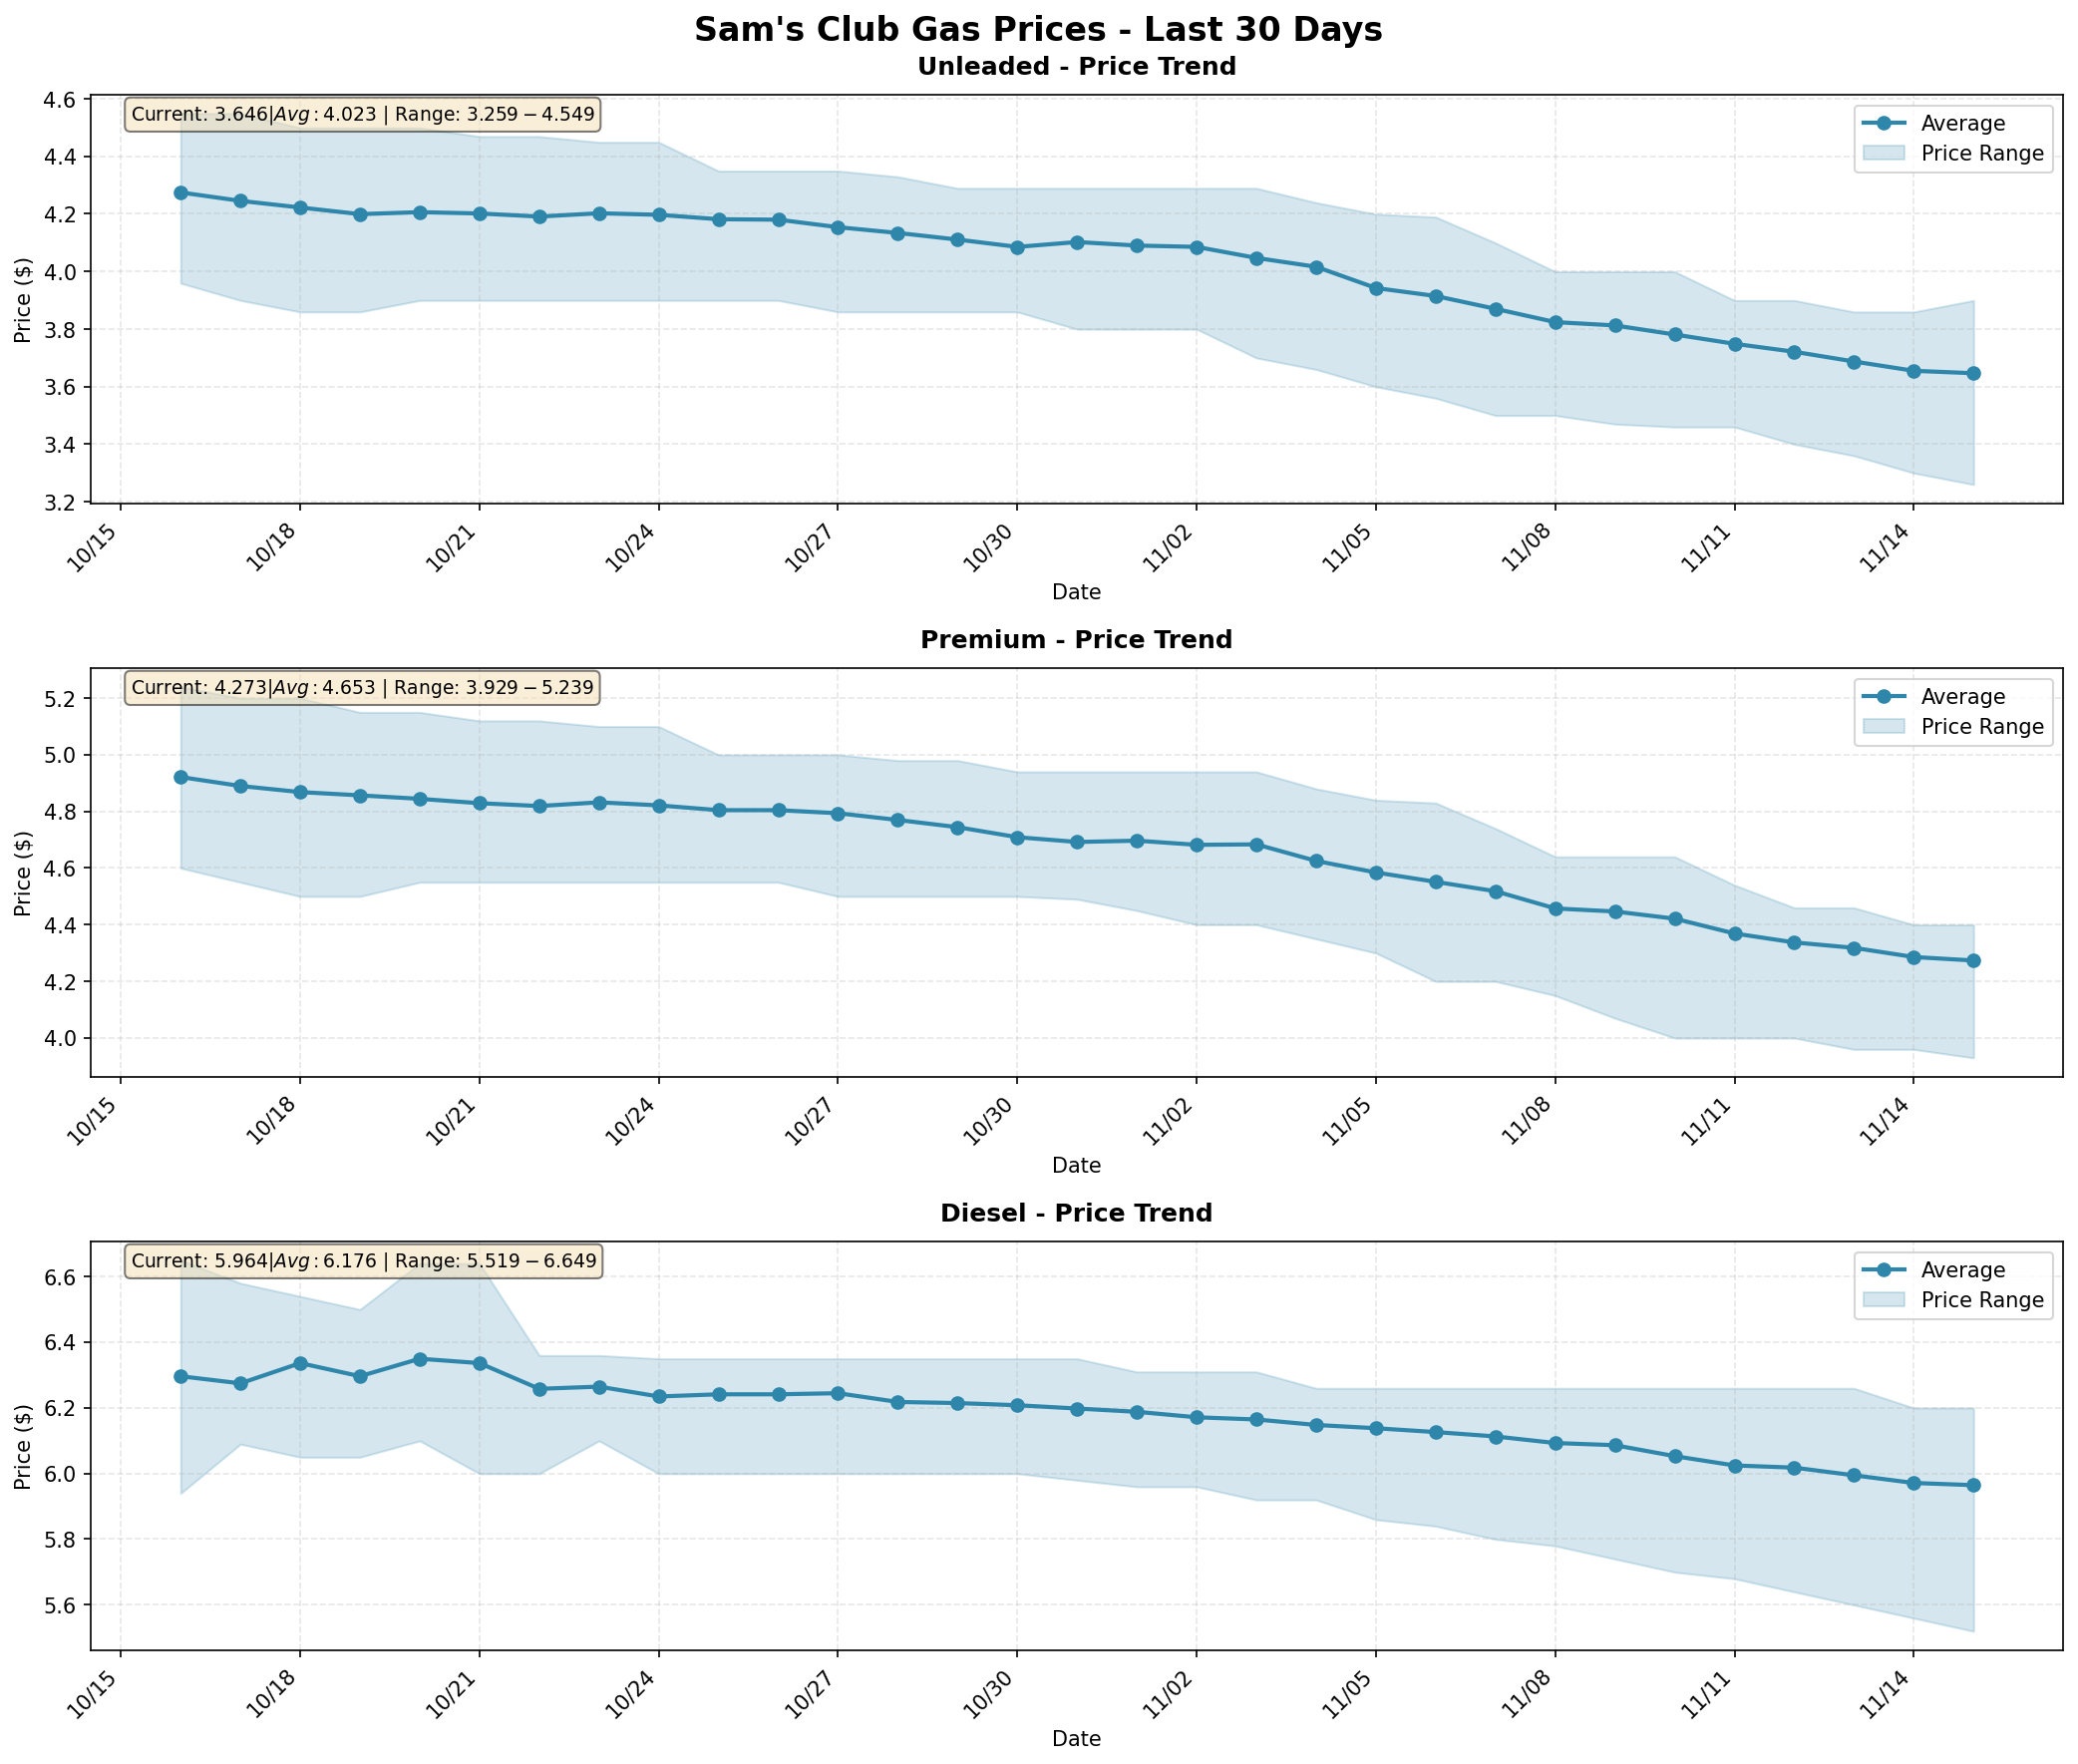 Sam's Club Gas Prices - Last 30 Days
Unleaded - Price Trend
Current: 3.646|Avg : 4.023 | Range: 3.259 − 4.549
Average
Price Range
4.6
4.4
4.2
4.0
3.8
3.6
3.4
3.2
Price ($)
10/15 10/18 10/21 10/24 10/27 10/30 11/02 11/05 11/08 11/11 11/14
Date
Premium - Price Trend
Current: 4.273|Avg : 4.653 | Range: 3.929 − 5.239
Average
Price Range
5.2
5.0
4.8
4.6
4.4
4.2
4.0
Price ($)
10/15 10/18 10/21 10/24 10/27 10/30 11/02 11/05 11/08 11/11 11/14
Date
Diesel - Price Trend
Current: 5.964|Avg : 6.176 | Range: 5.519 − 6.649
Average
Price Range
6.6
6.4
6.2
6.0
5.8
5.6
Price ($)
10/15 10/18 10/21 10/24 10/27 10/30 11/02 11/05 11/08 11/11 11/14
Date